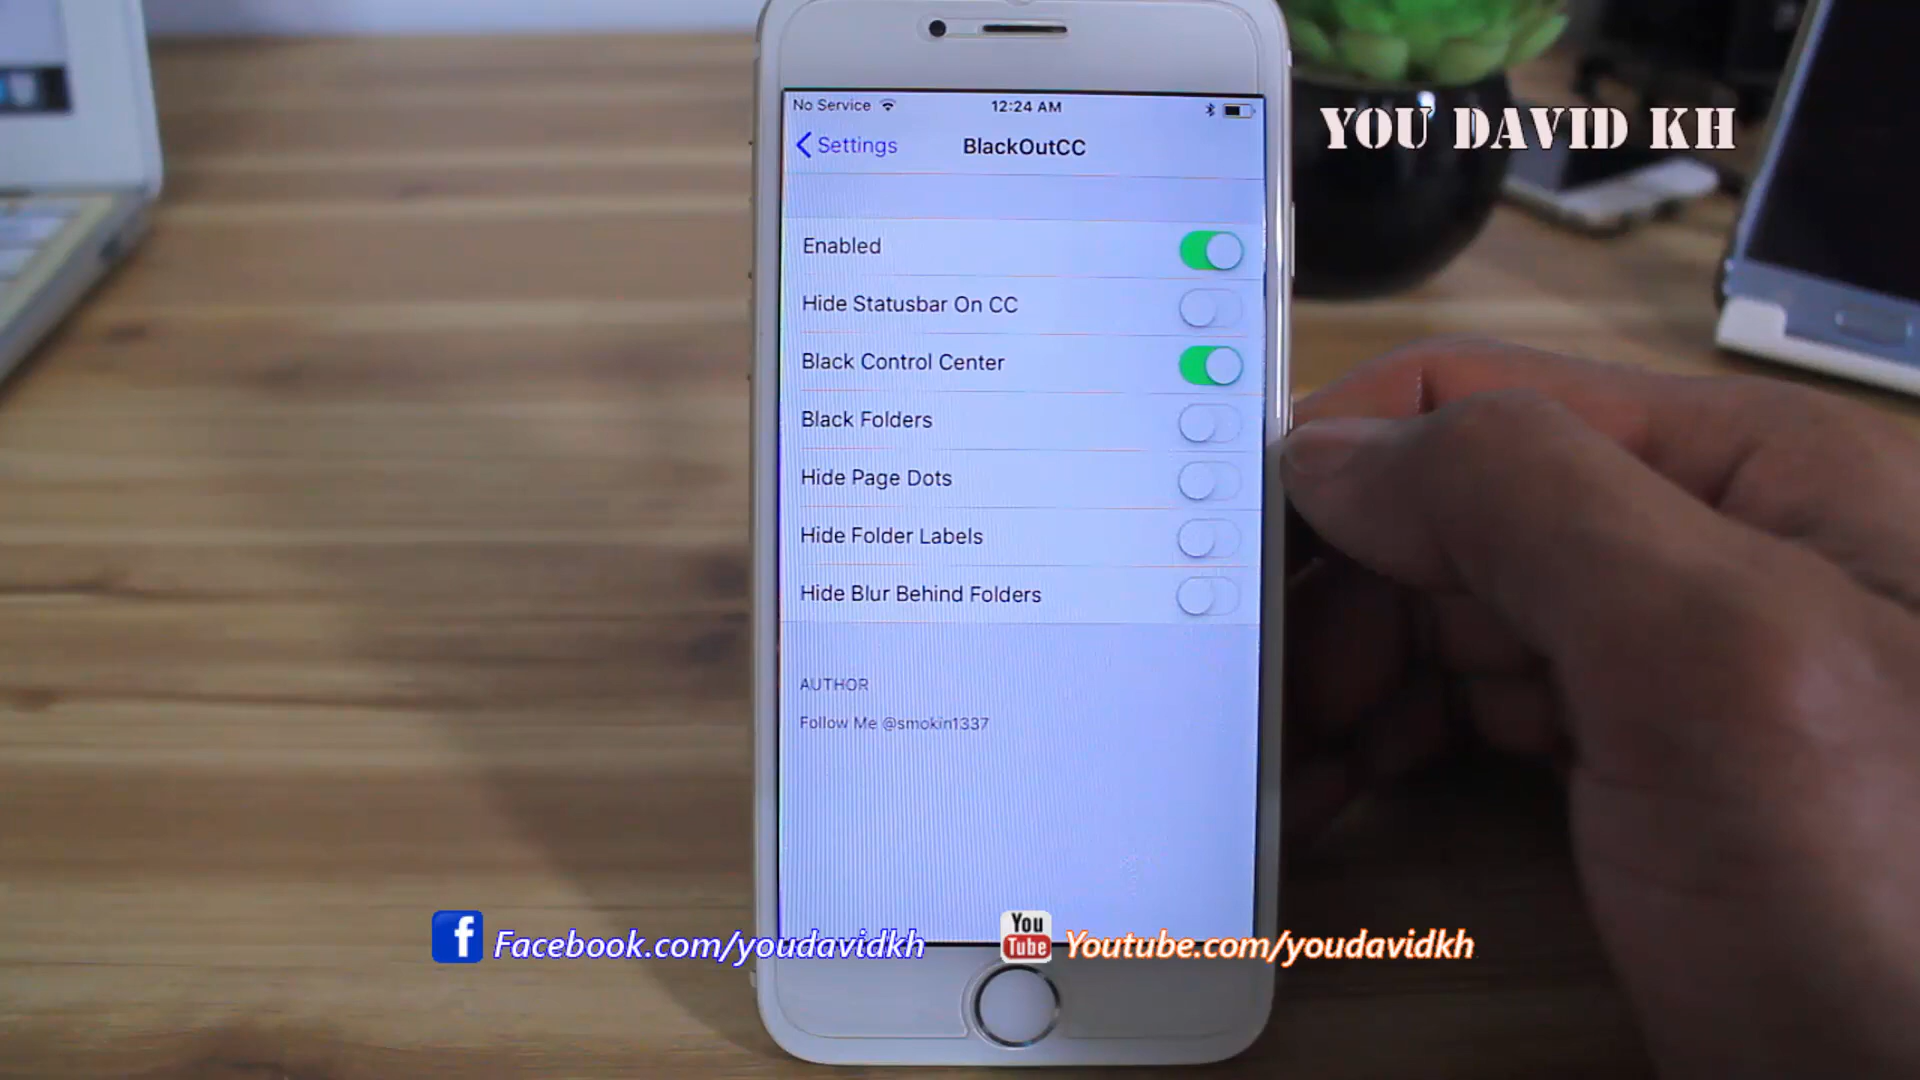 No Service 12:24 AM
YOU DAVID KH
Settings BlackOutCC
Enabled
Hide Statusbar On CC
Black Control Center
Black Folders
Hide Page Dots
Hide Folder Labels
Hide Blur Behind Folders
AUTHOR
Follow Me @smokin1337
f Facebook.com/youdavidkh
You
Tube
Youtube.com/youdavidkh